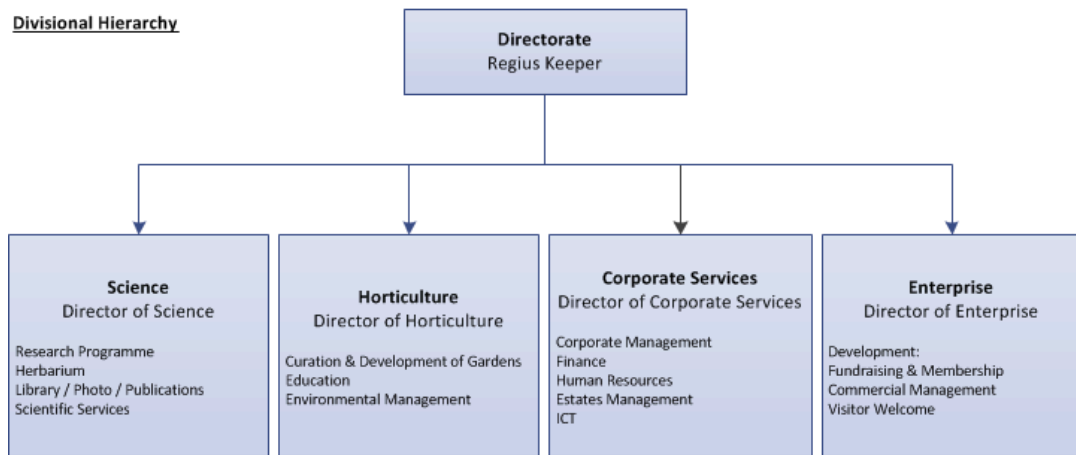 Divisional Hierarchy
Directorate
Regius Keeper
Science
Director of Science
Research Programme
Herbarium
Library / Photo / Publications
Scientific Services
Horticulture
Director of Horticulture
Curation & Development of Gardens
Education
Environmental Management
Corporate Services
Director of Corporate Services
Corporate Management
Finance
Human Resources
Estates Management
ICT
Enterprise
Director of Enterprise
Development:
Fundraising & Membership
Commercial Management
Visitor Welcome